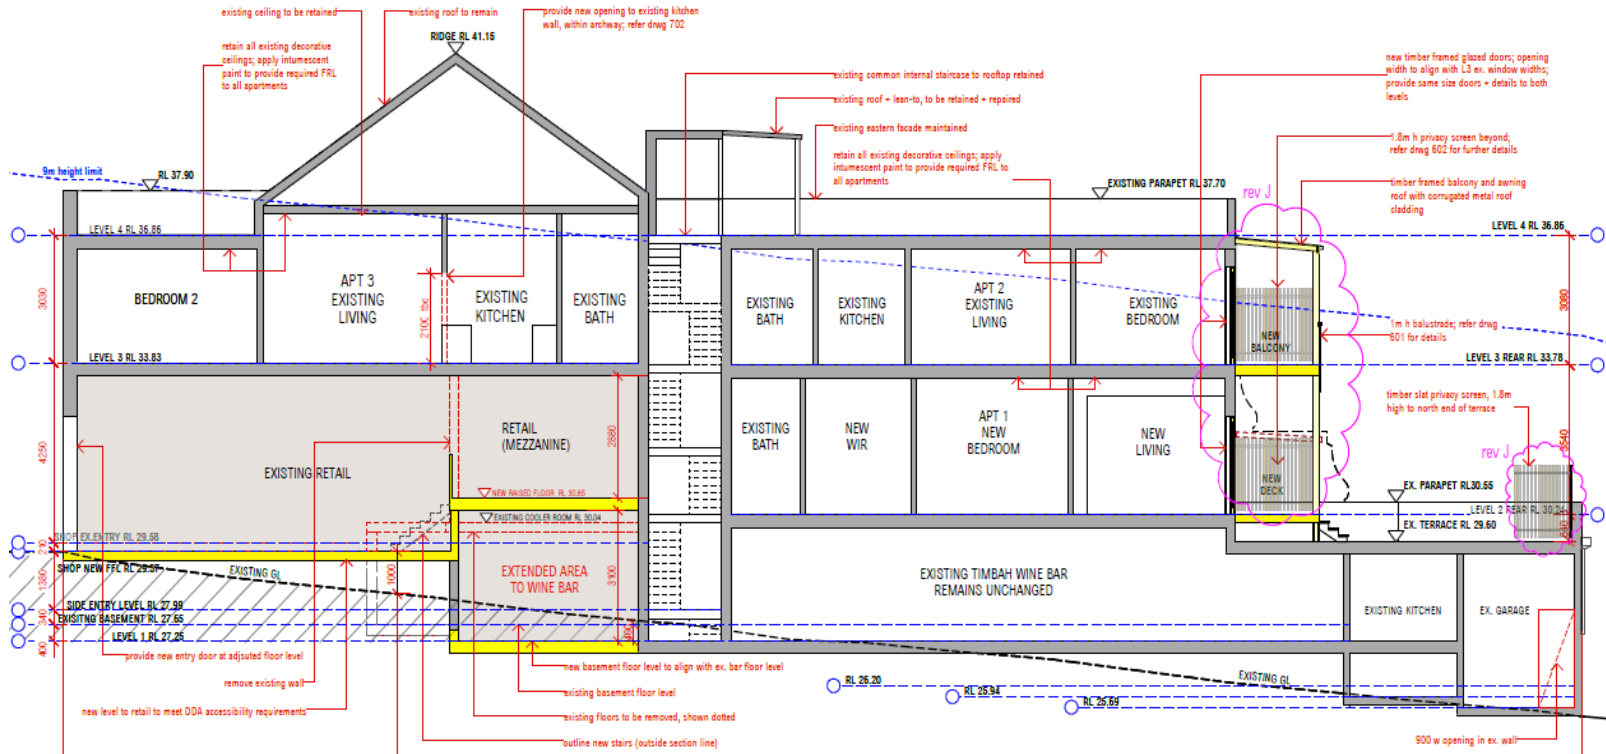 existing ceiling to be retained
existing roof to remain
provide new opening to existing kitchen
wall, within archway; refer drwg 702
RIDGE RL 41.15
retain all existing decorative
ceilings; apply intumescent
paint to provide required FRL
to all apartments
existing common internal staircase to rooftop retained
existing roof + lean-to, to be retained + repaired
existing eastern facade maintained
retain all existing decorative ceilings; apply
intumescent paint to provide required FRL to
all apartments
new timber framed glazed doors; opening
width to align with L3 ex. window widths;
provide same size doors + details to both
levels
1.8m h privacy screen beyond;
refer drwg 602 for further details
timber framed balcony and awning
roof with corrugated metal roof
cladding
9m height limit
RL 37.90
EXISTING PARAPET RL 37.70
rev J
LEVEL 4 RL 36.86
LEVEL 4 RL 36.86
3030
BEDROOM 2
APT 3
EXISTING
LIVING
2100 tbc
EXISTING
KITCHEN
EXISTING
BATH
EXISTING
BATH
EXISTING
KITCHEN
APT 2
EXISTING
LIVING
EXISTING
BEDROOM
NEW
BALCONY
3080
1m h balustrade; refer drwg
601 for details
LEVEL 3 RL 33.83
LEVEL 3 REAR RL 33.78
4250
EXISTING RETAIL
RETAIL
(MEZZANINE)
2880
EXISTING
BATH
NEW
WIR
APT 1
NEW
BEDROOM
NEW
LIVING
NEW
DECK
timber slat privacy screen, 1.8m
high to north end of terrace
3540
rev J
NEW RAISED FLOOR RL 30.65
EXISTING COOLER ROOM RL 30.04
EX. PARAPET RL30.55
LEVEL 2 REAR RL 30.24
EX. TERRACE RL 29.60
640
SHOP EX.ENTRY RL 29.58
210
SHOP NEW FFL RL 29.37
EXISTING GL
1380
1000
EXTENDED AREA
TO WINE BAR
3100
EXISTING TIMBAH WINE BAR
REMAINS UNCHANGED
SIDE ENTRY LEVEL RL 27.99
340
EXISITNG BASEMENT RL 27.65
LEVEL 1 RL 27.25
400
460
EXISTING KITCHEN
EX. GARAGE
provide new entry door at adjsuted floor level
remove existing wall
new level to retail to meet DDA accessibility requirements
new basement floor level to align with ex. bar floor level
existing basement floor level
existing floors to be removed, shown dotted
outline new stairs (outside section line)
RL 26.20
RL 25.94
RL 25.69
EXISTING GL
900 w opening in ex. wall